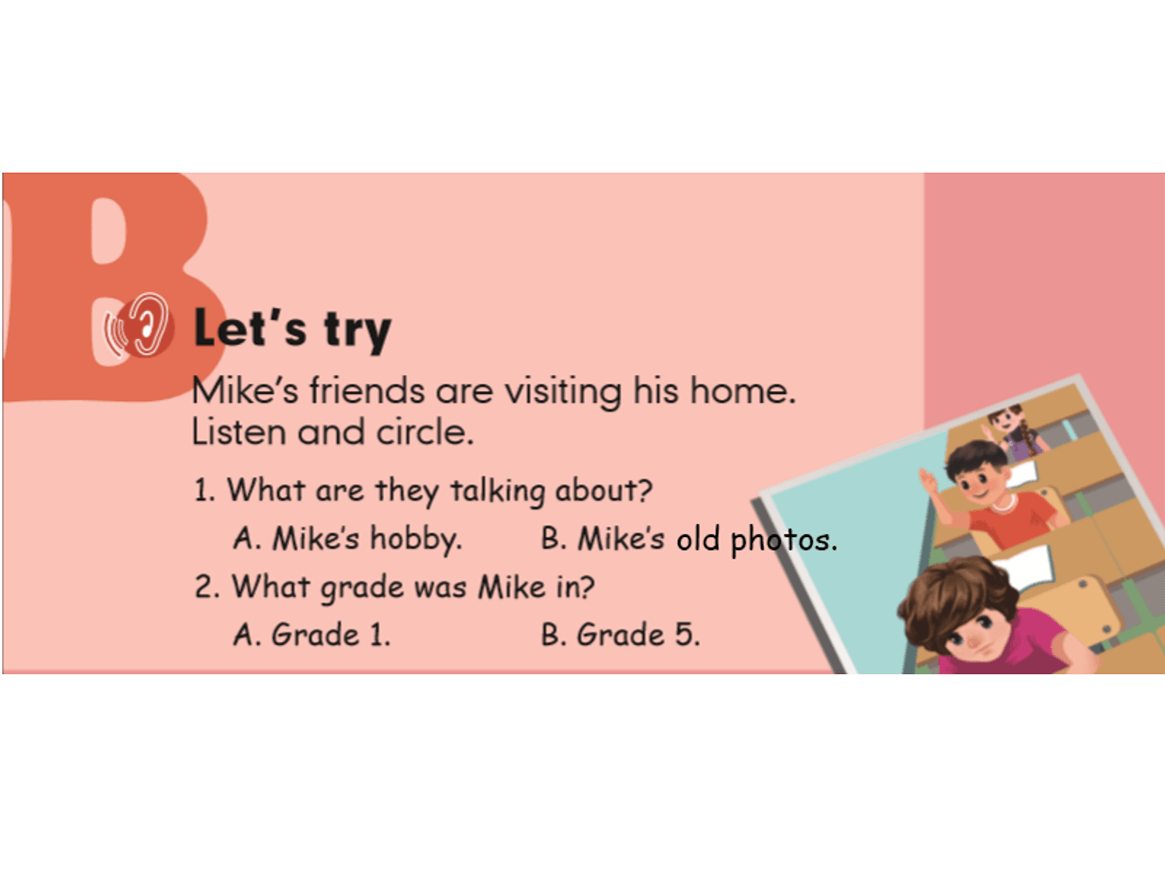 B
Let's try
Mike's friends are visiting his home.
Listen and circle.
1. What are they talking about?
A. Mike's hobby. B. Mike's old photos.
2. What grade was Mike in?
A. Grade 1. B. Grade 5.